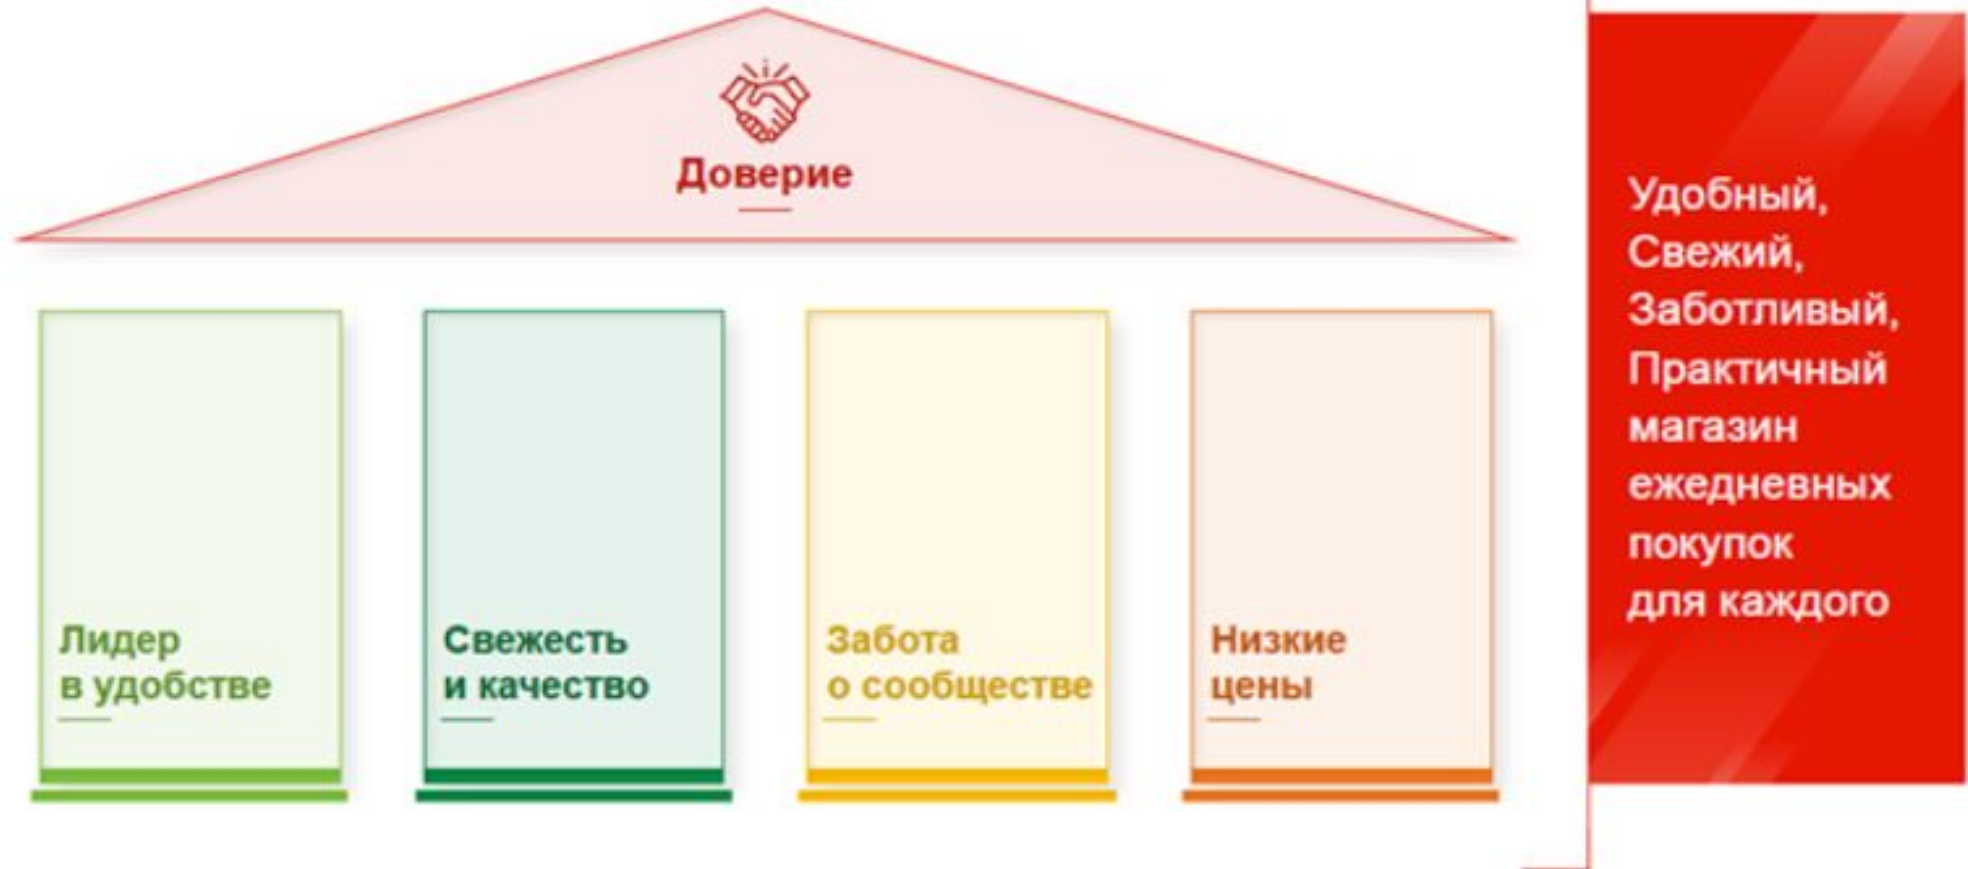 Доверие
Лидер
в удобстве
Свежесть
и качество
Забота
о сообществе
Низкие
цены
Удобный,
Свежий,
Заботливый,
Практичный
магазин
ежедневных
покупок
для каждого